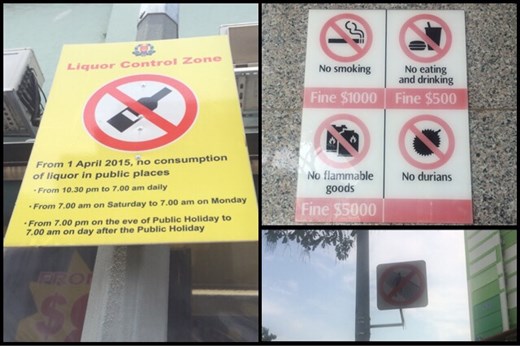 Liquor Control Zone
From 1 April 2015, no consumption
of liquor in public places
· From 10.30 pm to 7.00 am daily
· From 7.00 am on Saturday to 7.00 am on Monday
· From 7.00 pm on the eve of Public Holiday to
7.00 am on day after the Public Holiday
No smoking
Fine $1000
No eating
and drinking
Fine $500
No flammable
goods
Fine $5000
No durians